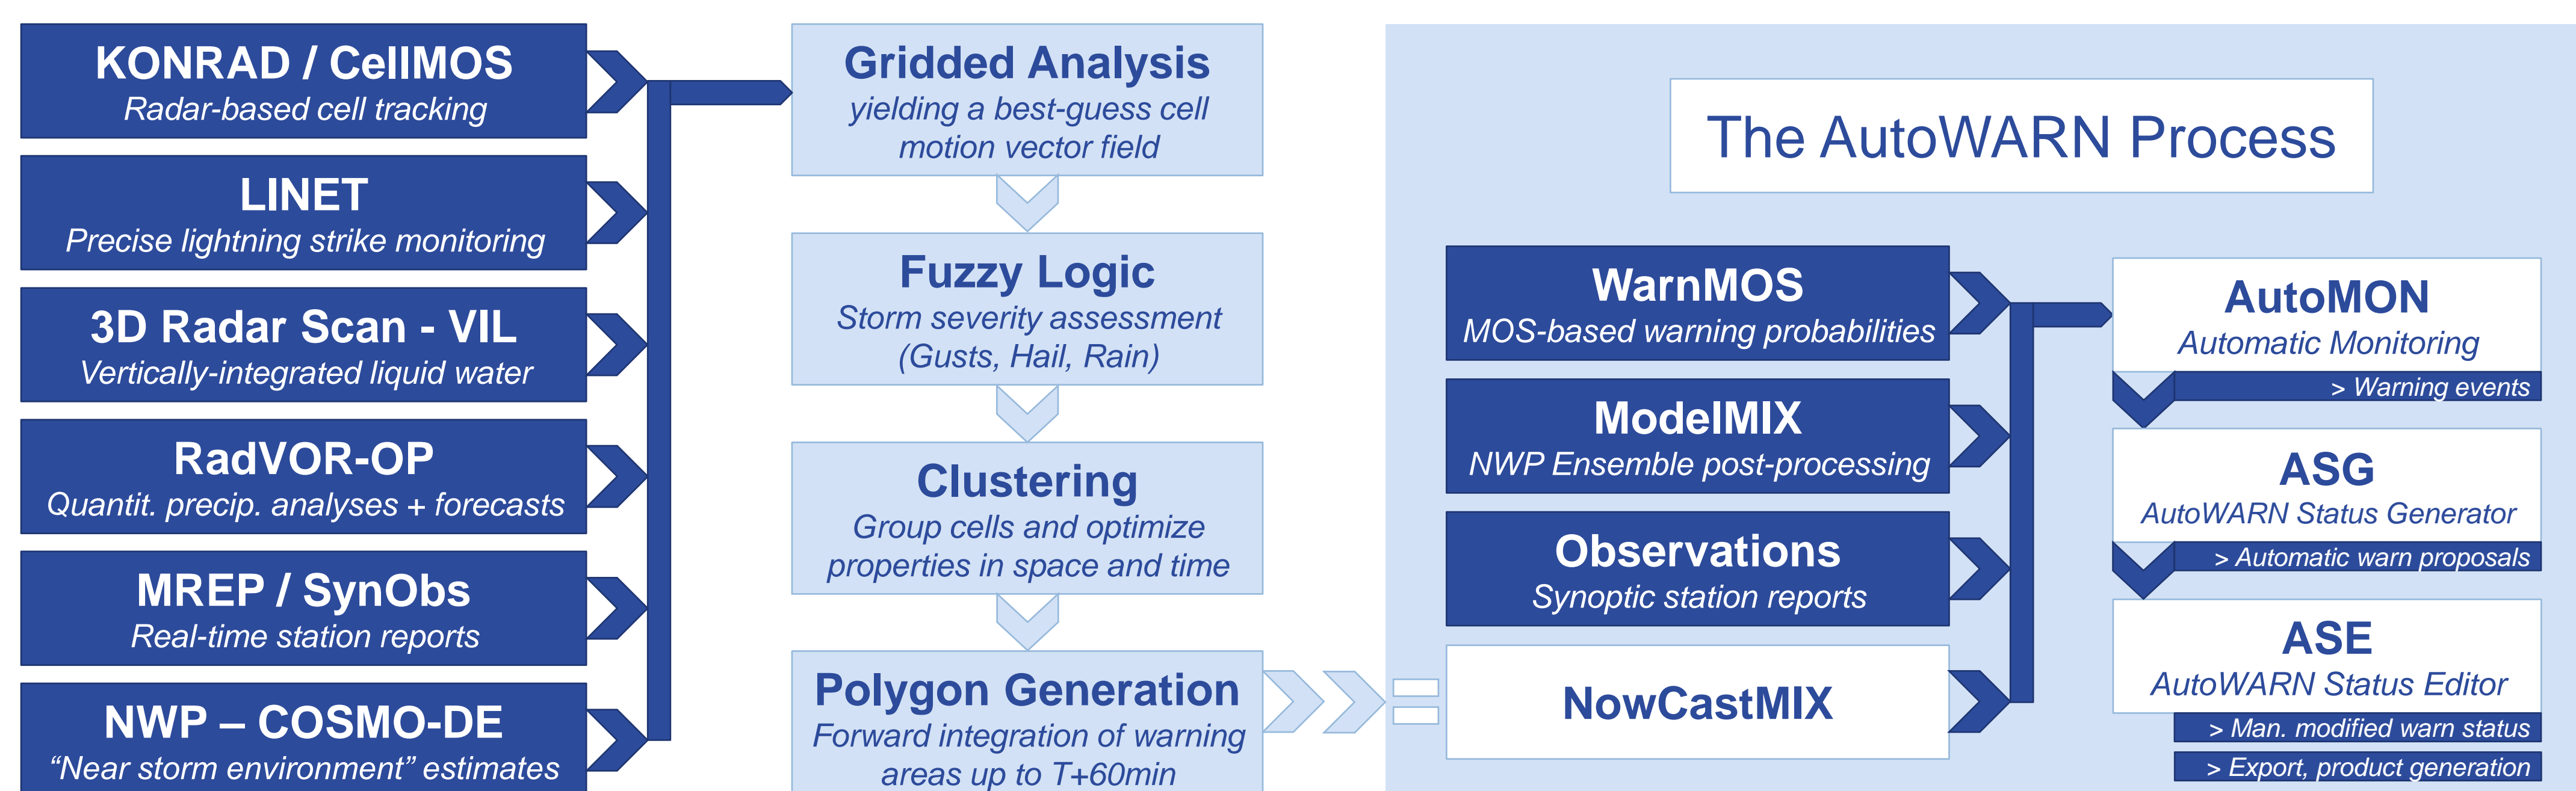 KONRAD / CellMOS
Radar-based cell tracking
LINET
Precise lightning strike monitoring
3D Radar Scan - VIL
Vertically-integrated liquid water
RadVOR-OP
Quantit. precip. analyses + forecasts
MREP / SynObs
Real-time station reports
NWP – COSMO-DE
“Near storm environment” estimates
Gridded Analysis
yielding a best-guess cell
motion vector field
Fuzzy Logic
Storm severity assessment
(Gusts, Hail, Rain)
Clustering
Group cells and optimize
properties in space and time
Polygon Generation
Forward integration of warning
areas up to T+60min
The AutoWARN Process
WarnMOS
MOS-based warning probabilities
ModelMIX
NWP Ensemble post-processing
Observations
Synoptic station reports
NowCastMIX
AutoMON
Automatic Monitoring
> Warning events
ASG
AutoWARN Status Generator
> Automatic warn proposals
ASE
AutoWARN Status Editor
> Man. modified warn status
> Export, product generation